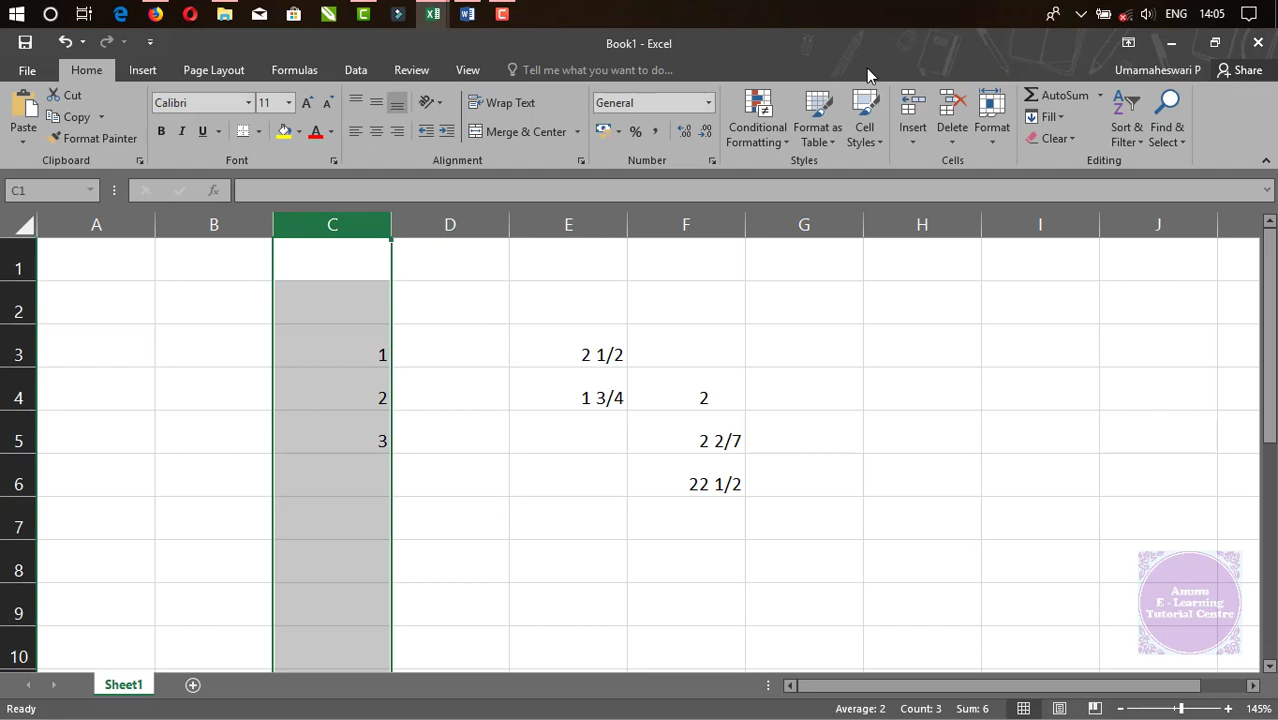 ENG 14:05
Book1 - Excel
File Home Insert Page Layout Formulas Data Review View Tell me what you want to do... Umamaheswari P Share
Paste
Cut
Copy
Format Painter
Clipboard
Calibri 11
B I U
Font
Wrap Text
Merge & Center
Alignment
General
%
Number
Conditional Formatting
Format as Table
Cell Styles
Styles
Insert Delete Format
Cells
AutoSum
Fill
Clear
Sort & Filter
Find & Select
Editing
C1 fx
A B C D E F G H I J
1
2
3 1 2 1/2
4 2 1 3/4 2
5 3 2 2/7
6 22 1/2
7
8
9
10
Anumu
E - Learning
Tutorial Centre
Sheet1
Ready Average: 2 Count: 3 Sum: 6 145%